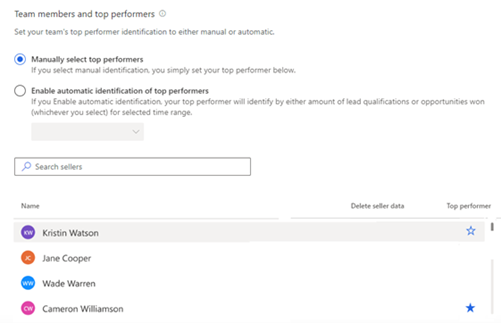 Team members and top performers
Set your team's top performer identification to either manual or automatic.
Manually select top performers
If you select manual identification, you simply set your top performer below.
Enable automatic identification of top performers
If you Enable automatic identification, your top performer will identify by either amount of lead qualifications or opportunities won
(whichever you select) for selected time range.
Search sellers
Name Delete seller data Top performer
KW Kristin Watson
JC Jane Cooper
WW Wade Warren
CW Cameron Williamson